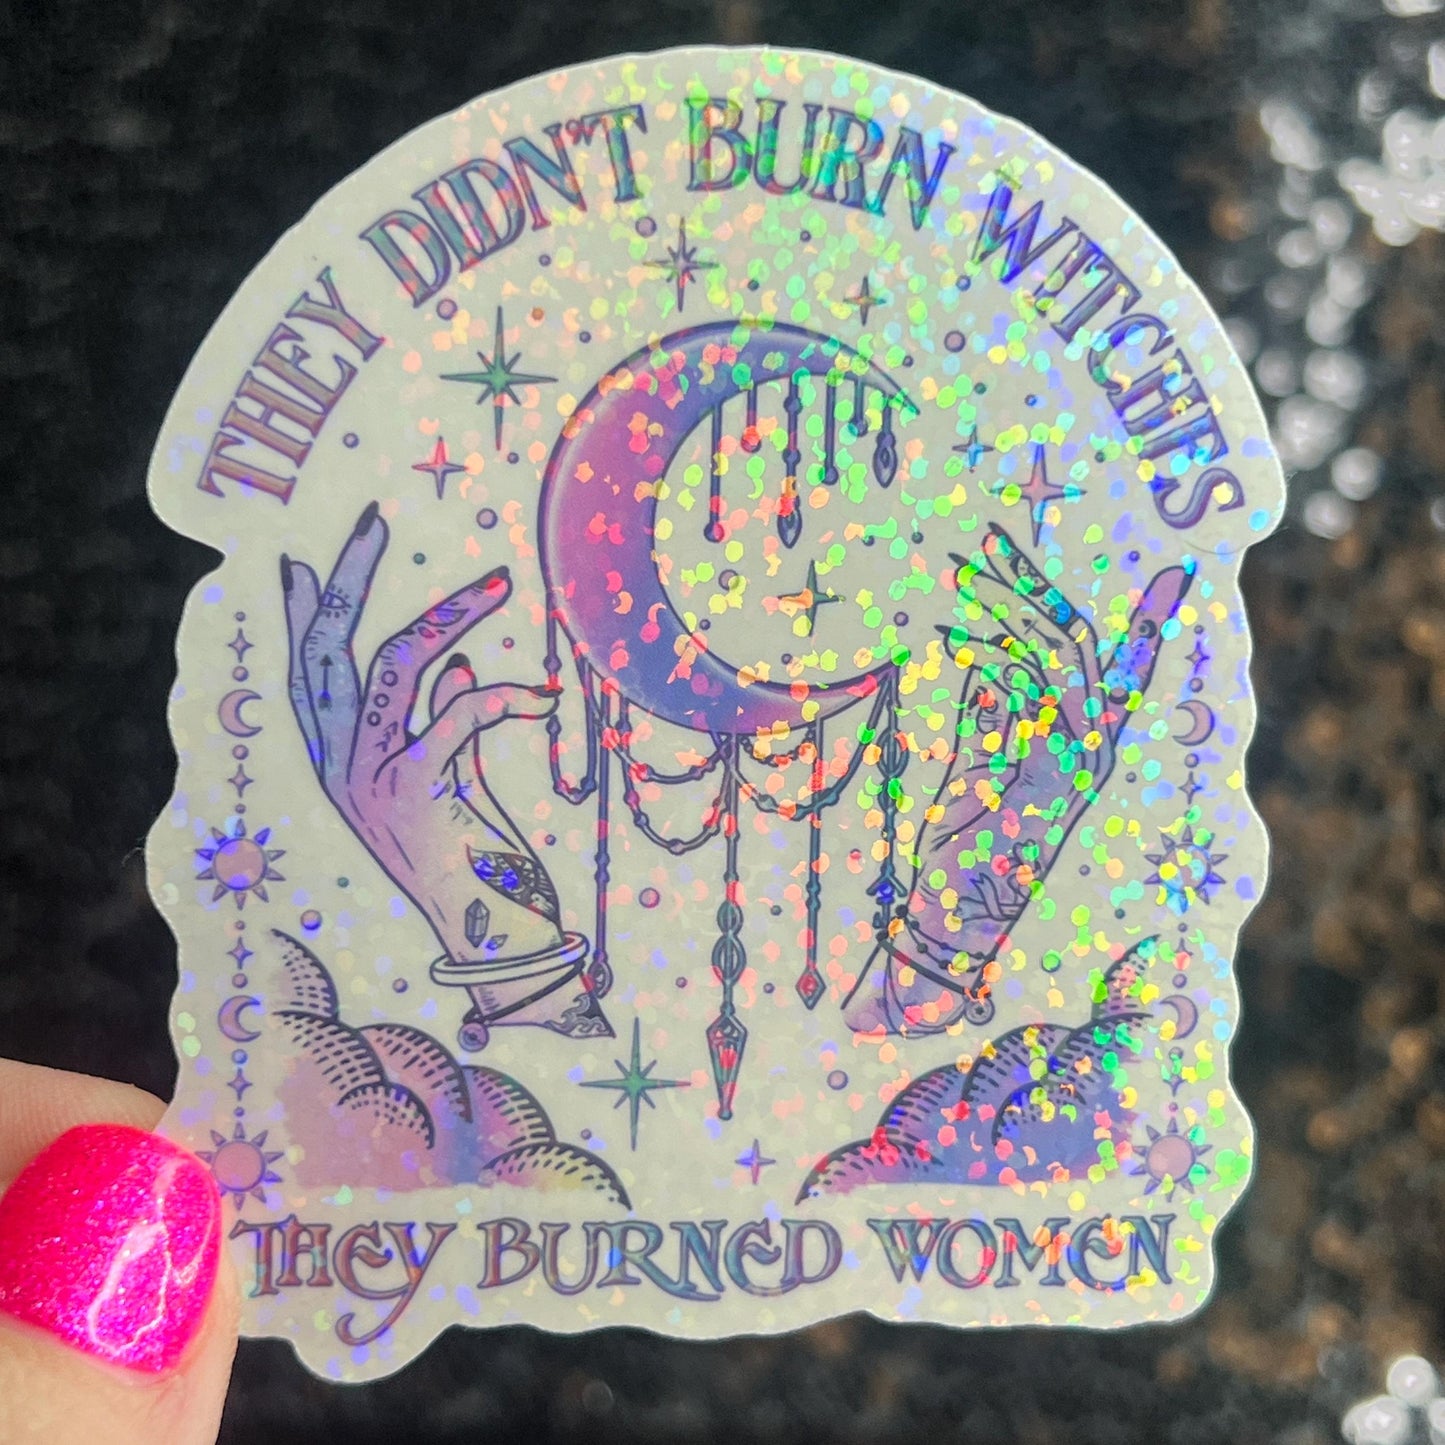 THEY DIDN'T BURN WITCHES
THEY BURNED WOMEN